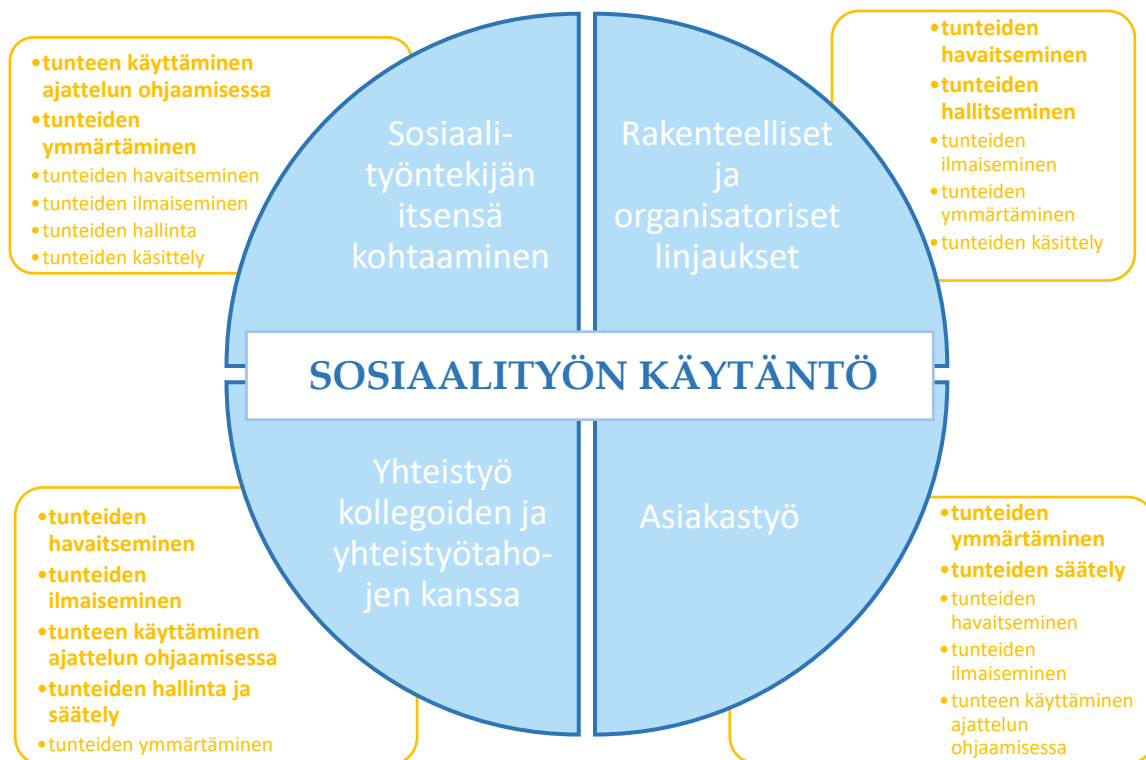 •tunteen käyttäminen
ajattelun ohjaamisessa
•tunteiden
ymmärtäminen
•tunteiden havaitseminen
•tunteiden ilmaiseminen
•tunteiden hallinta
•tunteiden käsittely
Sosiaali-
työntekijän
itsensä
kohtaaminen
Rakenteelliset
ja
organisatoriset
linjaukset
•tunteiden
havaitseminen
•tunteiden
hallitseminen
•tunteiden
ilmaiseminen
•tunteiden
ymmärtäminen
•tunteiden käsittely
SOSIAALITYÖN KÄYTÄNTÖ
•tunteiden
havaitseminen
•tunteiden
ilmaiseminen
•tunteen käyttäminen
ajattelun ohjaamisessa
•tunteiden hallinta ja
säätely
•tunteiden ymmärtäminen
Yhteistyö
kollegoiden ja
yhteistyötaho-
jen kanssa
Asiakastyö
•tunteiden
ymmärtäminen
•tunteiden säätely
•tunteiden
havaitseminen
•tunteiden
ilmaiseminen
•tunteen käyttäminen
ajattelun
ohjaamisessa